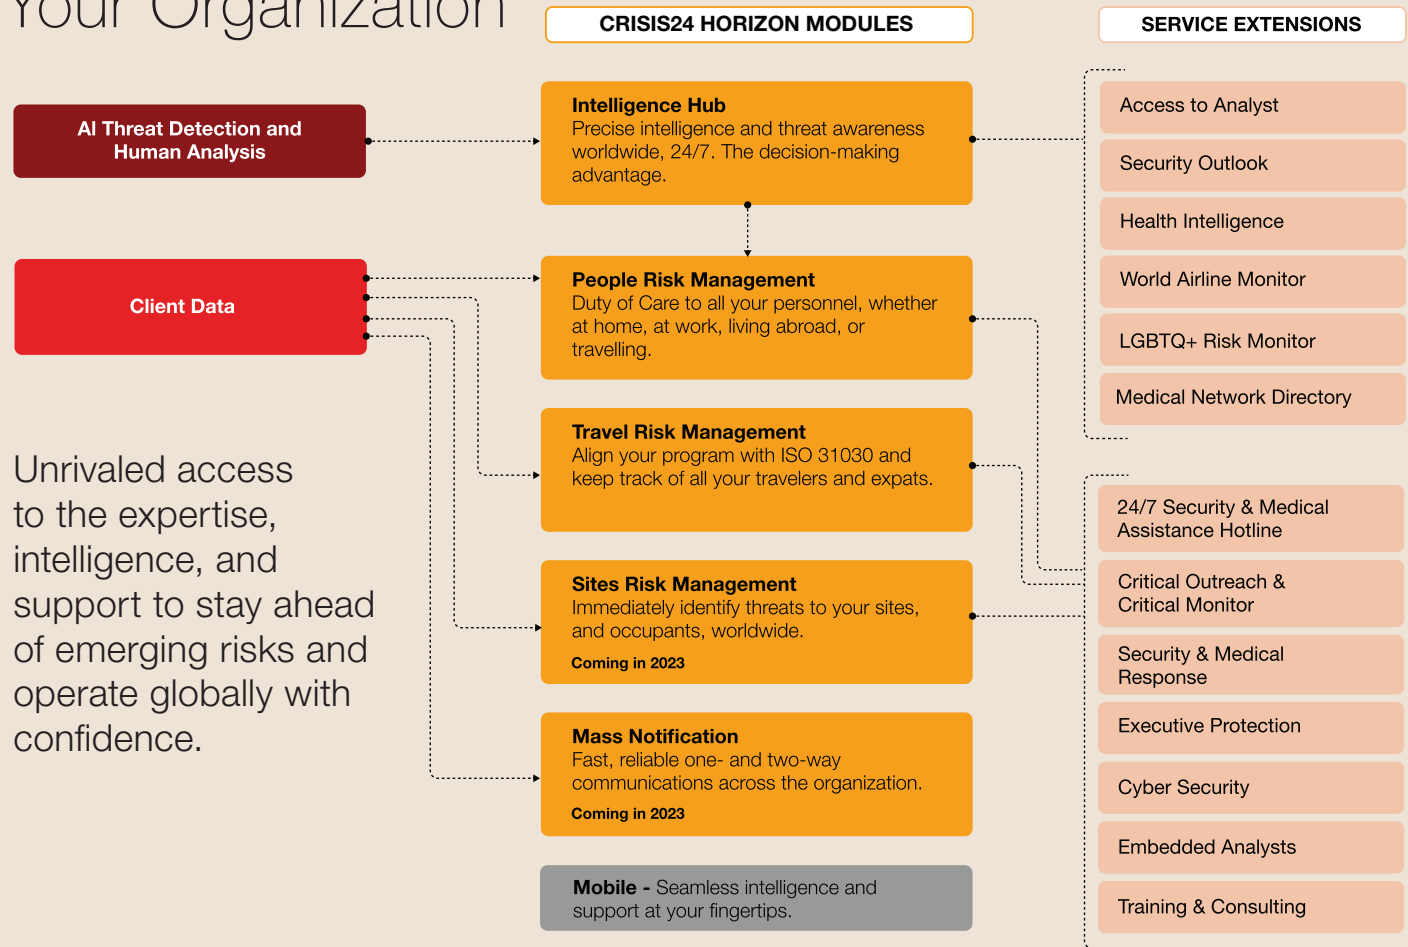 Your Organization
CRISIS24 HORIZON MODULES
SERVICE EXTENSIONS
AI Threat Detection and
Human Analysis
Client Data
Unrivaled access
to the expertise,
intelligence, and
support to stay ahead
of emerging risks and
operate globally with
confidence.
Intelligence Hub
Precise intelligence and threat awareness
worldwide, 24/7. The decision-making
advantage.
People Risk Management
Duty of Care to all your personnel, whether
at home, at work, living abroad, or
travelling.
Travel Risk Management
Align your program with ISO 31030 and
keep track of all your travelers and expats.
Sites Risk Management
Immediately identify threats to your sites,
and occupants, worldwide.
Coming in 2023
Mass Notification
Fast, reliable one- and two-way
communications across the organization.
Coming in 2023
Mobile - Seamless intelligence and
support at your fingertips.
Access to Analyst
Security Outlook
Health Intelligence
World Airline Monitor
LGBTQ+ Risk Monitor
Medical Network Directory
24/7 Security & Medical
Assistance Hotline
Critical Outreach &
Critical Monitor
Security & Medical
Response
Executive Protection
Cyber Security
Embedded Analysts
Training & Consulting